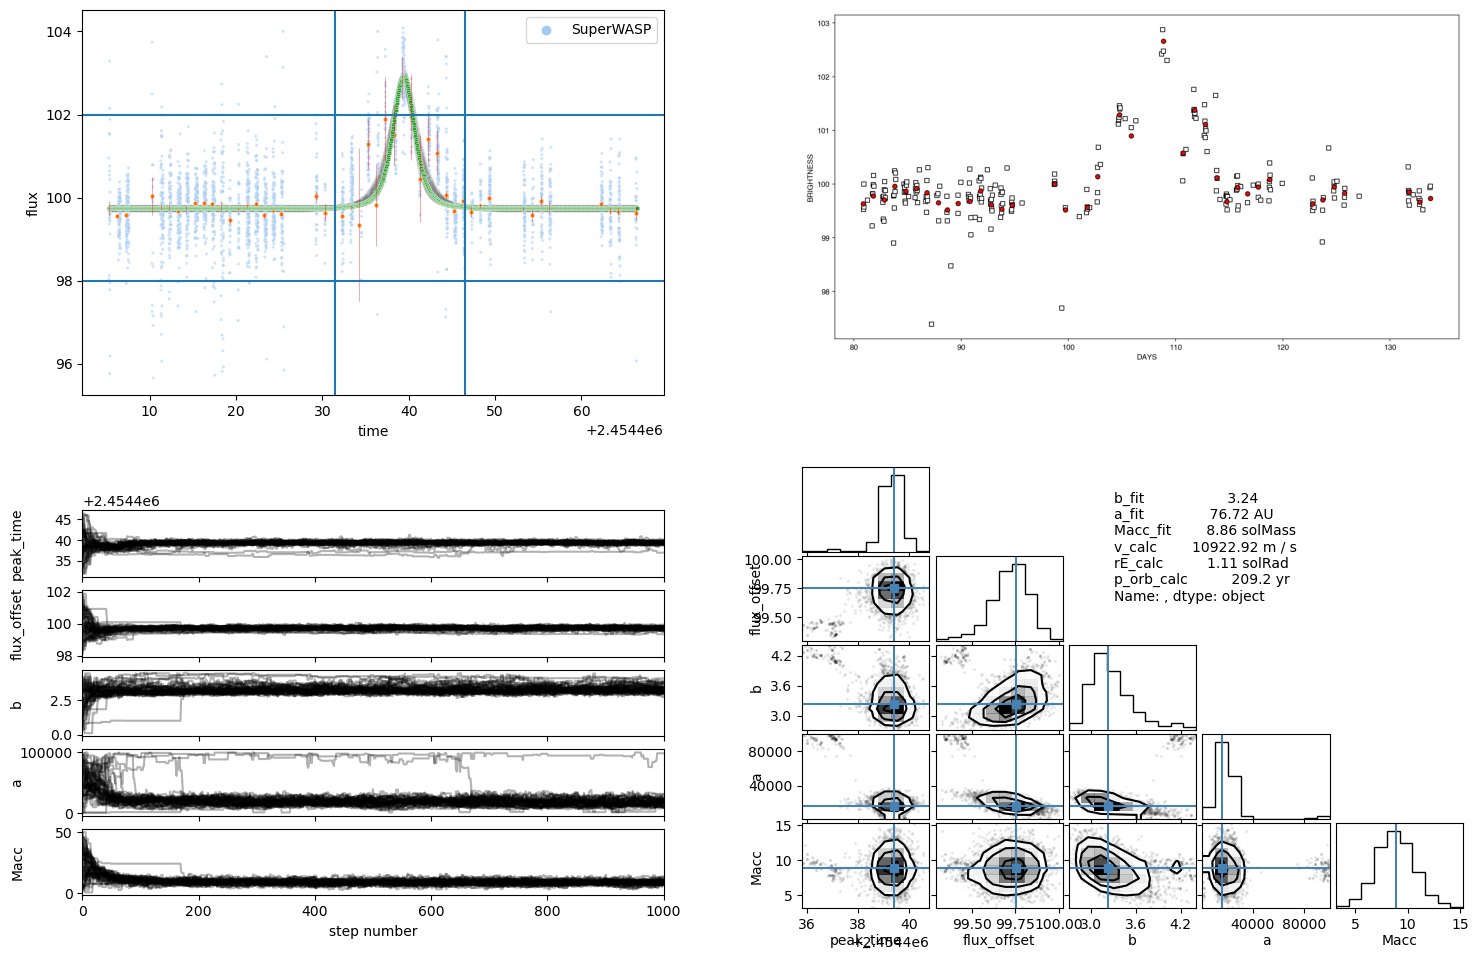 104
102
100
98
96
flux
10
20
30
40
50
60
time
+2.4544e6
SuperWASP
103
102
101
100
99
98
BRIGHTNESS
80
90
100
110
120
130
DAYS
+2.4544e6
45
40
35
peak_time
102
100
98
flux_offset
2.5
0.0
b
100000
0
a
50
0
Macc
0
200
400
600
800
1000
step number
b_fit 3.24
a_fit 76.72 AU
Macc_fit 8.86 solMass
v_calc 10922.92 m / s
rE_calc 1.11 solRad
p_orb_calc 209.2 yr
Name: , dtype: object
100.00
99.75
99.50
flux_offset
4.2
3.6
3.0
b
80000
40000
a
15
10
5
Macc
36
38
40
peak_time
+2.4544e6
99.50
99.75
100.00
flux_offset
3.0
3.6
4.2
b
40000
80000
a
5
10
15
Macc